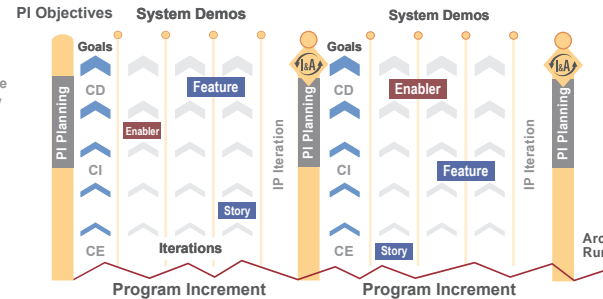 PI Objectives
System Demos
System Demos
Goals
Goals
I&A
I&A
CD
Feature
CD
Enabler
PI Planning
PI Planning
PI Planning
Enabler
IP Iteration
IP Iteration
CI
CI
Feature
Story
Iterations
CE
CE
Story
Program Increment
Program Increment